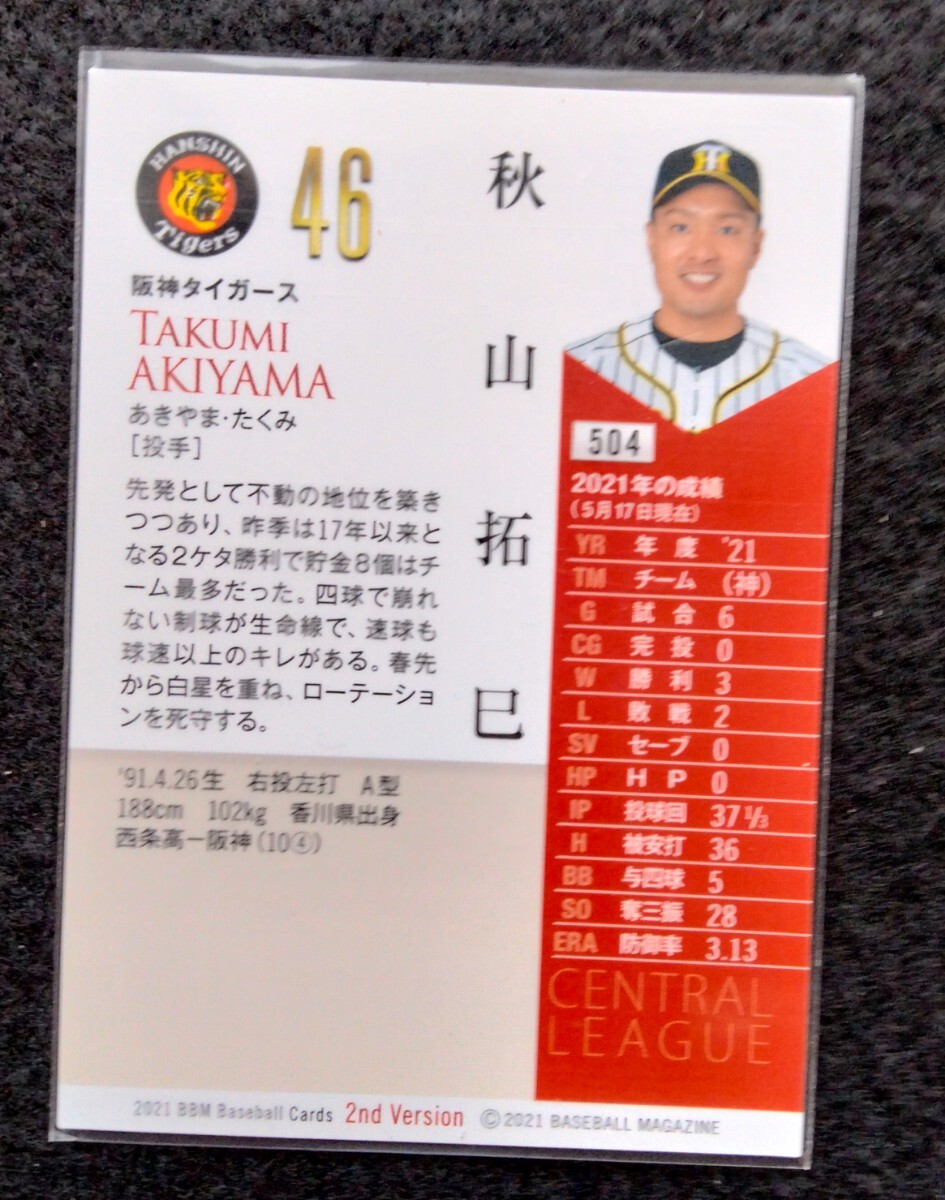 HANSHIN
Tigers
46
阪神タイガース
TAKUMI
AKIYAMA
あきやま・たくみ
[投手]
秋山拓巳
先発として不動の地位を築き
つつあり、昨季は17年以来と
なる2ケタ勝利で貯金8個はチ
ーム最多だった。四球で崩れ
ない制球が生命線で、速球も
球速以上のキレがある。春先
から白星を重ね、ローテーショ
ンを死守する。
'91.4.26生 右投左打 A型
188cm 102kg 香川県出身
西条高－阪神(10④)
504
2021年の成績
(5月17日現在)
YR 年度 '21
TM チーム (神)
G 試合 6
CG 完投 0
W 勝利 3
L 敗戦 2
SV セーブ 0
HP HP 0
IP 投球回 37 1/3
H 被安打 36
BB 与四球 5
SO 奪三振 28
ERA 防御率 3.13
CENTRAL
LEAGUE
2021 BBM Baseball Cards 2nd Version ©2021 BASEBALL MAGAZINE